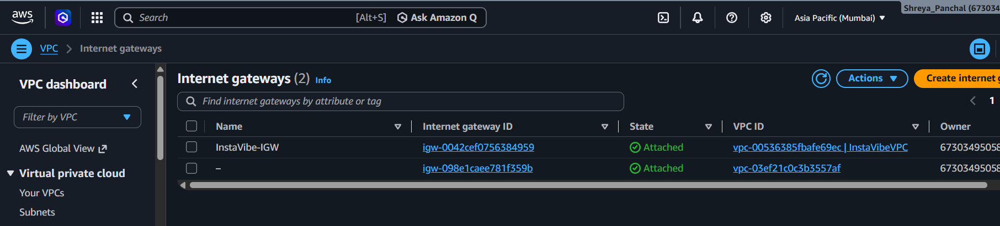 Shreya_Panchal (673034
aws
Search [Alt+S] Ask Amazon Q
Asia Pacific (Mumbai)
VPC > Internet gateways
VPC dashboard
Filter by VPC
AWS Global View
Virtual private cloud
Your VPCs
Subnets
Internet gateways (2) Info
Actions
Create internet g
Find internet gateways by attribute or tag
1
Name Internet gateway ID State VPC ID Owner
InstaVibe-IGW igw-0042cef0756384959 Attached vpc-00536385fbafe69ec | InstaVibeVPC 67303495058
– igw-098e1caee781f359b Attached vpc-03ef21c0c3b3557af 67303495058